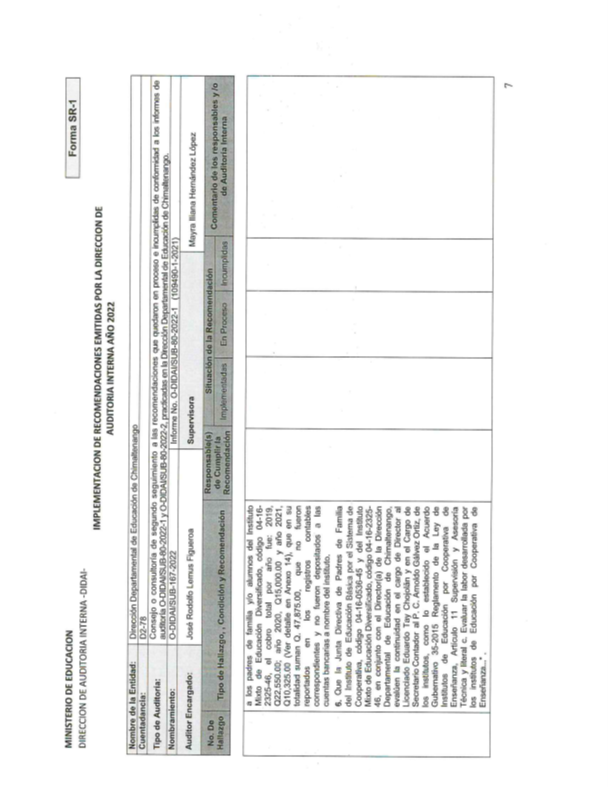 MINISTERIO DE EDUCACION
DIRECCION DE AUDITORIA INTERNA -DIDAI-
Forma SR-1
IMPLEMENTACION DE RECOMENDACIONES EMITIDAS POR LA DIRECCION DE
AUDITORIA INTERNA AÑO 2022
Nombre de la Entidad: Dirección Departamental de Educación de Chimaltenango
Cuentadancia: D2-75
Tipo de Auditoria: Consejo o consultoría de segundo seguimiento a las recomendaciones que quedaron en proceso e incumplidas de conformidad a los informes de
auditoría O-DIDAI/SUB-80-2022-1 y O-DIDAI/SUB-80-2022-2, practicadas en la Dirección Departamental de Educación de Chimaltenango.
Nombramiento: O-DIDAI/SUB-167-2022 Informe No. O-DIDAI/SUB-80-2022-1 (109490-1-2021)
Auditor Encargado: José Rodolfo Lemus Figueroa Supervisora Mayra Iliana Hernández López
No. De Hallazgo
Tipo de Hallazgo, , Condición y Recomendación
Responsable(s) de Cumplir la Recomendación
Situación de la Recomendación
Implementadas En Proceso Incumplidas
Comentario de los responsables y /o de Auditoría Interna
a los padres de familia y/o alumnos del Instituto
Mixto de Educación Diversificado, código 04-16-
2325-46, el cobro total por año fue: 2019,
Q22,550.00; año 2020, Q15,000.00 y año 2021,
Q10,325.00 (Ver detalle en Anexo 14), que en su
totalidad suman Q. 47,875.00, que no fueron
reportados en los registros contables
correspondientes y no fueron depositados a las
cuentas bancarias a nombre del instituto.
6. Que la Junta Directiva de Padres de Familia
del Instituto de Educación Básica por el Sistema de
Cooperativa, código 04-16-0536-45 y del Instituto
Mixto de Educación Diversificado, código 04-16-2325-
46, en conjunto con el Director(a) de la Dirección
Departamental de Educación de Chimaltenango,
evalúen la continuidad en el cargo de Director al
Licenciado Eduardo Tay Chojolán y en el Cargo de
Secretario Contador al P. C. Arnoldo Gálvez Ortiz, de
los institutos, como lo establecido el Acuerdo
Gubernativo 35-2015 Reglamento de la Ley de
Institutos de Educación por Cooperativa de
Enseñanza, Artículo 11 Supervisión y Asesoría
Técnica y literal c. Evaluar la labor desarrollada por
los institutos de Educación por Cooperativa de
Enseñanza..."
7